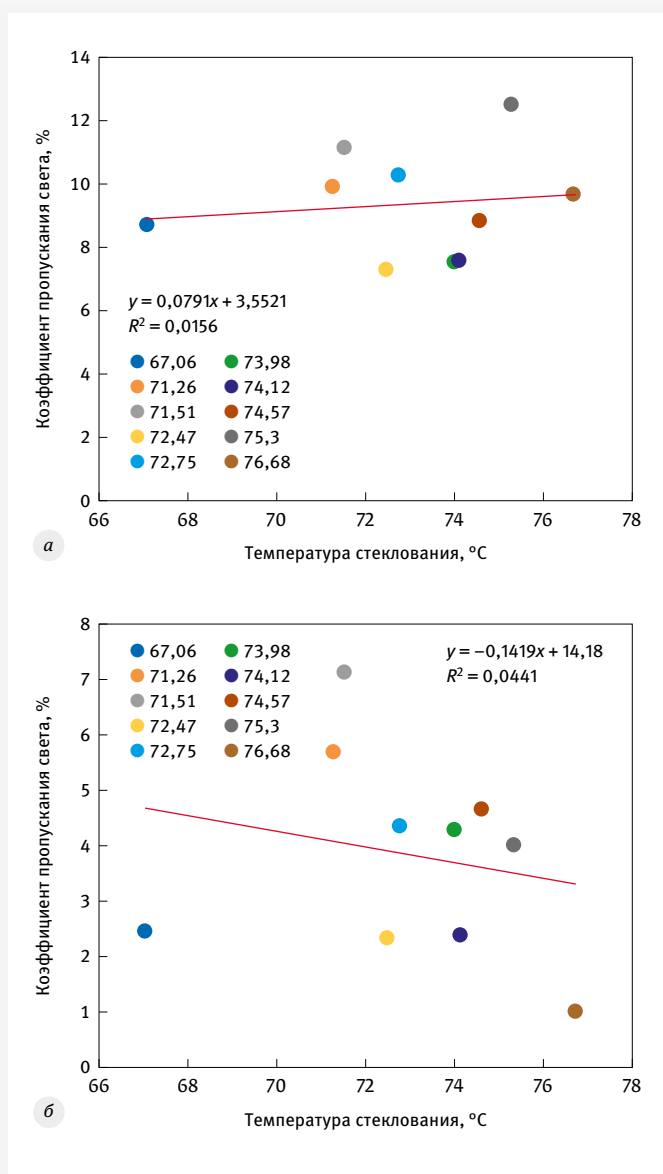 14
12
10
8
6
4
2
0
Коэффициент пропускания света, %
y = 0,0791x + 3,5521
R² = 0,0156
67,06 73,98
71,26 74,12
71,51 74,57
72,47 75,3
72,75 76,68
66 68 70 72 74 76 78
Температура стеклования, °C
а
8
7
6
5
4
3
2
1
0
Коэффициент пропускания света, %
67,06 73,98
71,26 74,12
71,51 74,57
72,47 75,3
72,75 76,68
y = –0,1419x + 14,18
R² = 0,0441
66 68 70 72 74 76 78
Температура стеклования, °C
б